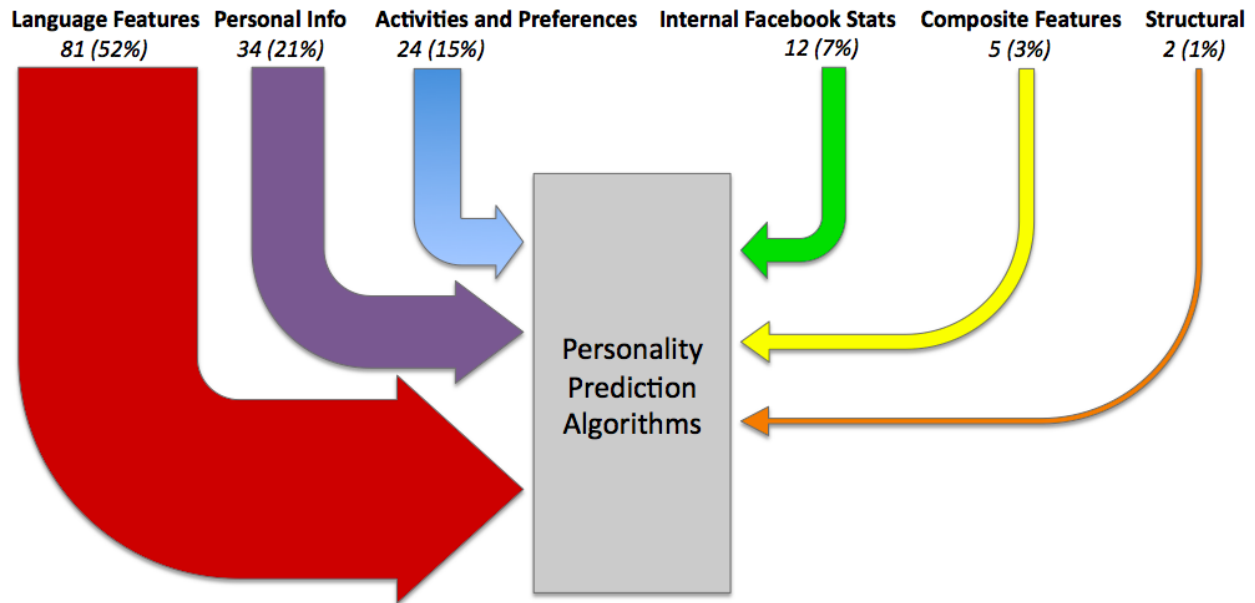 Language Features
81 (52%)
Personal Info
34 (21%)
Activities and Preferences
24 (15%)
Internal Facebook Stats
12 (7%)
Composite Features
5 (3%)
Structural
2 (1%)
Personality
Prediction
Algorithms